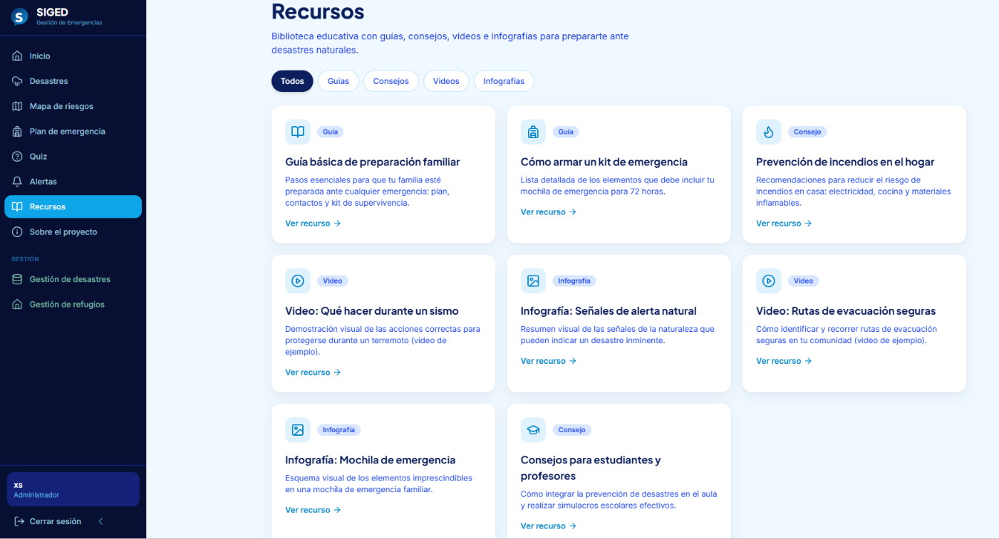 SIGED
Gestión de Emergencias
Inicio
Desastres
Mapa de riesgos
Plan de emergencia
Quiz
Alertas
Recursos
Sobre el proyecto
GESTIÓN
Gestión de desastres
Gestión de refugios
xs
Administrador
Cerrar sesión
Recursos
Biblioteca educativa con guías, consejos, videos e infografías para prepararte ante
desastres naturales.
Todos
Guías
Consejos
Videos
Infografías
Guía
Guía básica de preparación familiar
Pasos esenciales para que tu familia esté
preparada ante cualquier emergencia: plan,
contactos y kit de supervivencia.
Ver recurso →
Guía
Cómo armar un kit de emergencia
Lista detallada de los elementos que debe incluir tu
mochila de emergencia para 72 horas.
Ver recurso →
Consejo
Prevención de incendios en el hogar
Recomendaciones para reducir el riesgo de
incendios en casa: electricidad, cocina y materiales
inflamables.
Ver recurso →
Video
Video: Qué hacer durante un sismo
Demostración visual de las acciones correctas para
protegerse durante un terremoto (video de
ejemplo).
Ver recurso →
Infografía
Infografía: Señales de alerta natural
Resumen visual de las señales de la naturaleza que
pueden indicar un desastre inminente.
Ver recurso →
Video
Video: Rutas de evacuación seguras
Cómo identificar y recorrer rutas de evacuación
seguras en tu comunidad (video de ejemplo).
Ver recurso →
Infografía
Infografía: Mochila de emergencia
Esquema visual de los elementos imprescindibles
en una mochila de emergencia familiar.
Ver recurso →
Consejo
Consejos para estudiantes y
profesores
Cómo integrar la prevención de desastres en el aula
y realizar simulacros escolares efectivos.
Ver recurso →